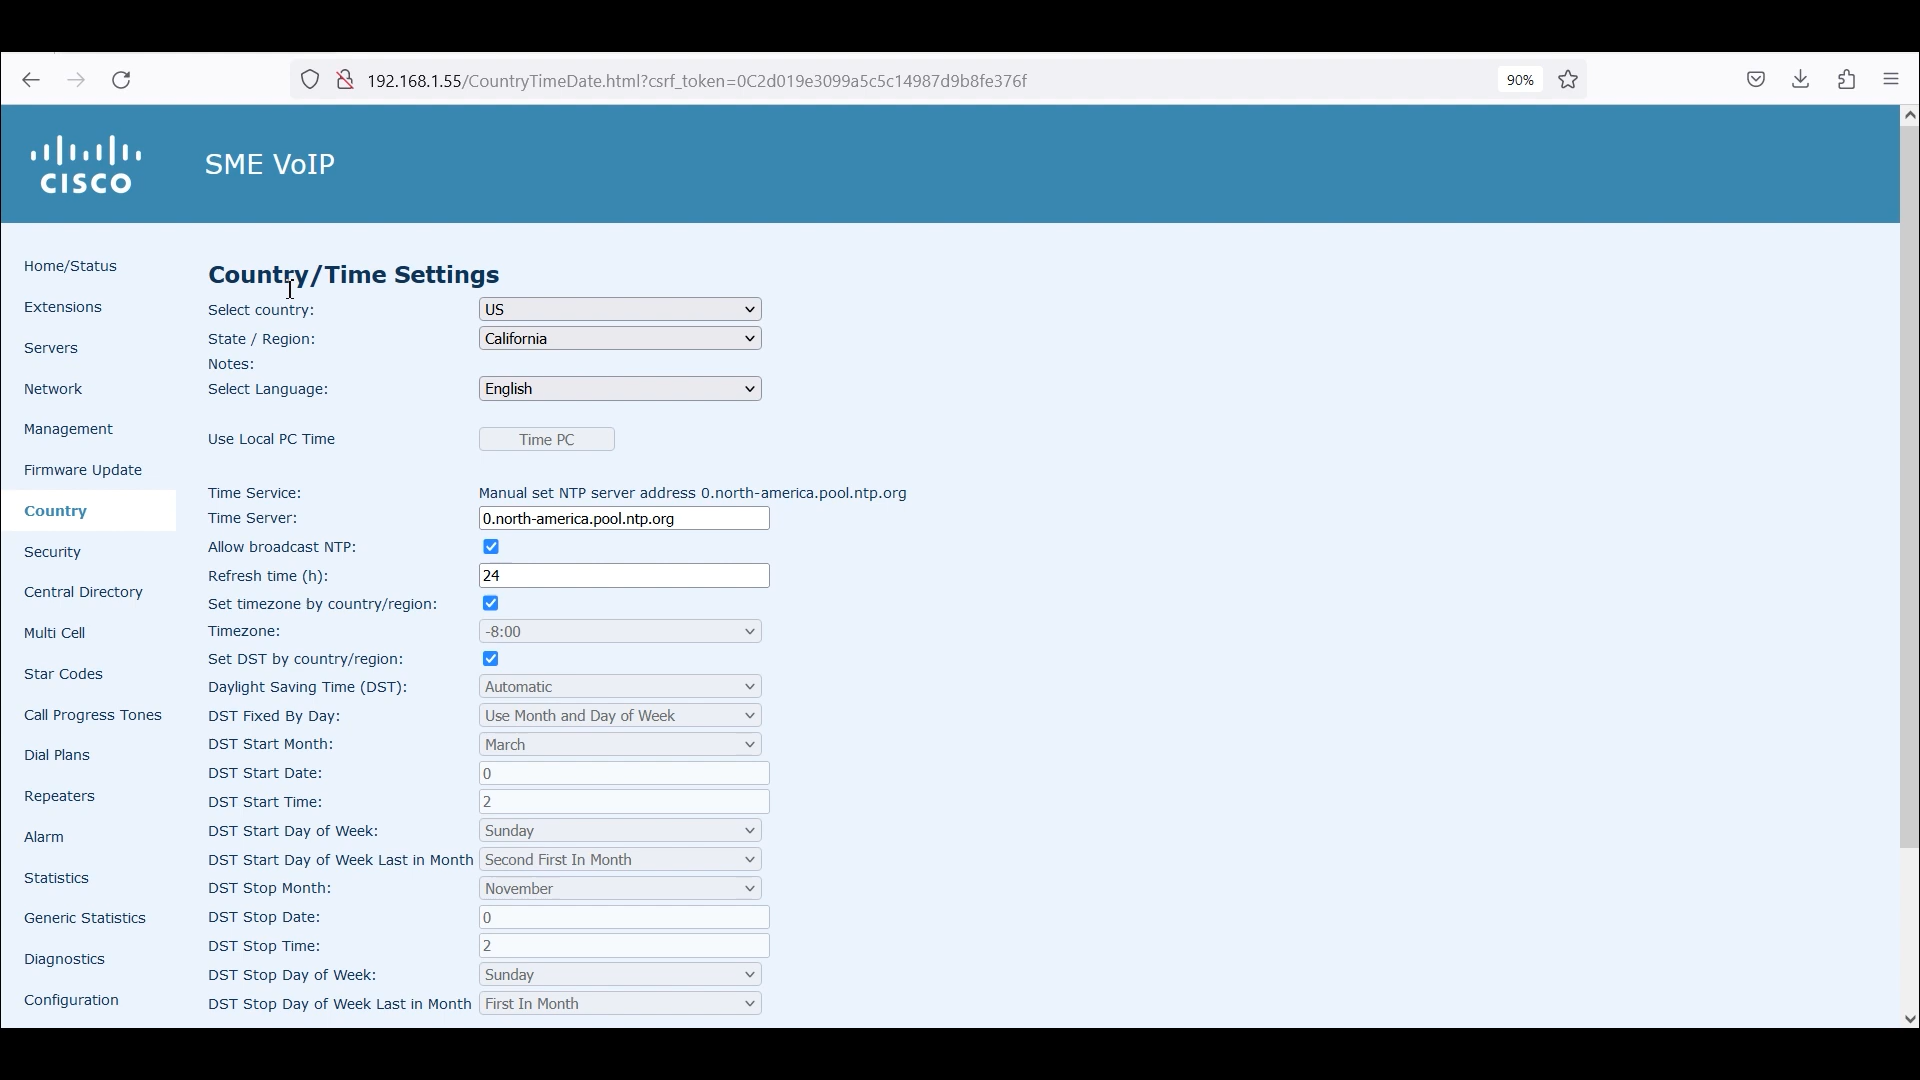 192.168.1.55/CountryTimeDate.html?csrf_token=0C2d019e3099a5c5c14987d9b8fe376f 90%
CISCO
SME VoIP
Home/Status
Extensions
Servers
Network
Management
Firmware Update
Country
Security
Central Directory
Multi Cell
Star Codes
Call Progress Tones
Dial Plans
Repeaters
Alarm
Statistics
Generic Statistics
Diagnostics
Configuration
Country/Time Settings
Select country: US
State / Region: California
Notes:
Select Language: English
Use Local PC Time Time PC
Time Service: Manual set NTP server address 0.north-america.pool.ntp.org
Time Server: 0.north-america.pool.ntp.org
Allow broadcast NTP:
Refresh time (h): 24
Set timezone by country/region:
Timezone: -8:00
Set DST by country/region:
Daylight Saving Time (DST): Automatic
DST Fixed By Day: Use Month and Day of Week
DST Start Month: March
DST Start Date: 0
DST Start Time: 2
DST Start Day of Week: Sunday
DST Start Day of Week Last in Month Second First In Month
DST Stop Month: November
DST Stop Date: 0
DST Stop Time: 2
DST Stop Day of Week: Sunday
DST Stop Day of Week Last in Month First In Month